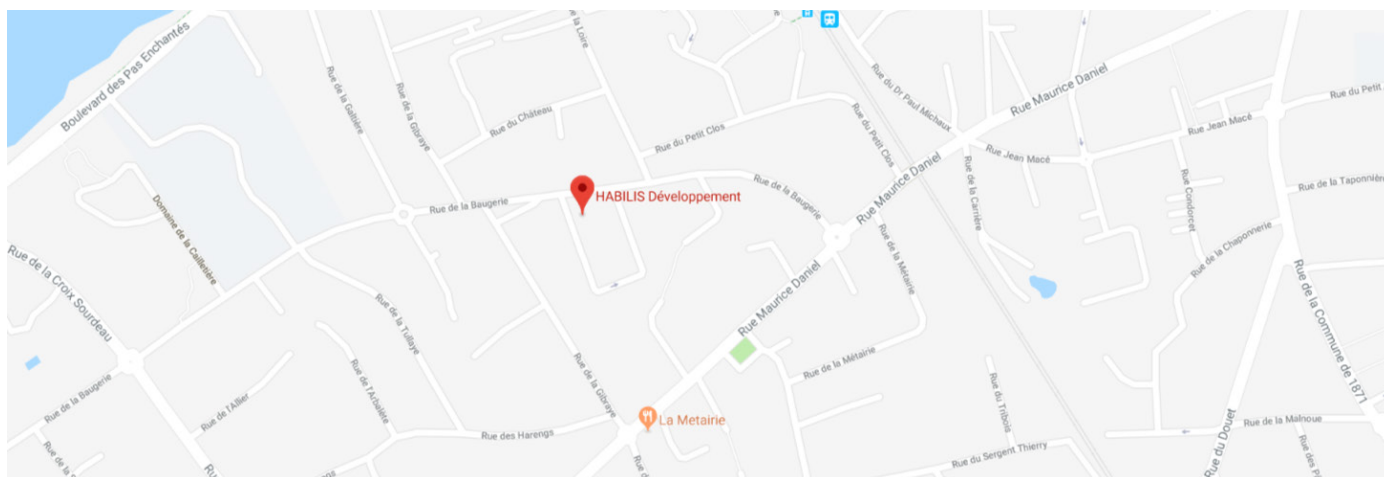 Boulevard des Pas Enchantés
Rue de la Galtière
Rue de la Gibraye
de la Loire
Rue du Château
Rue du Petit Clos
Rue du Petit Clos
Rue du Dr Paul Michaux
Rue Maurice Daniel
Rue du Petit
Rue Jean Macé
Rue Jean Macé
Rue de la Baugerie
HABILIS Développement
Rue de la Baugerie
Rue Maurice Daniel
Rue de la Carrière
Rue Condorcet
Rue de la Taponnière
Domaine de la Cailletière
Rue de la Croix Sourdeau
Rue de la Métairie
Rue de la Chaponnerie
Rue Maurice Daniel
Rue de la Tullaye
Rue de la Gibraye
Rue de la Métairie
Rue de la Commune de 1871
Rue de la Baugerie
Rue de l'Allier
Rue de l'Arbalète
Rue des Harengs
La Metairie
Rue du Tribois
Rue du Sergent Thierry
Rue du Douet
Rue de la Malnoue
Rue des
Rue d